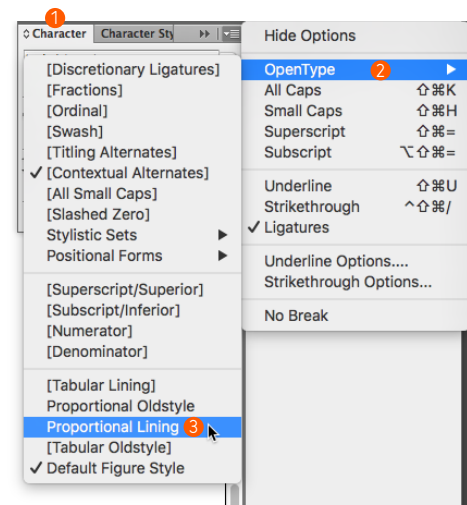 1
Character Character Sty
Hide Options
OpenType 2
All Caps ⇧⌘K
Small Caps ⇧⌘H
Superscript ⇧⌘=
Subscript ⌥⇧⌘=
Underline ⇧⌘U
Strikethrough ^⇧⌘/
✓ Ligatures
Underline Options....
Strikethrough Options...
No Break
[Discretionary Ligatures]
[Fractions]
[Ordinal]
[Swash]
[Titling Alternates]
✓ [Contextual Alternates]
[All Small Caps]
[Slashed Zero]
Stylistic Sets
Positional Forms
[Superscript/Superior]
[Subscript/Inferior]
[Numerator]
[Denominator]
[Tabular Lining]
Proportional Oldstyle
Proportional Lining 3
[Tabular Oldstyle]
✓ Default Figure Style